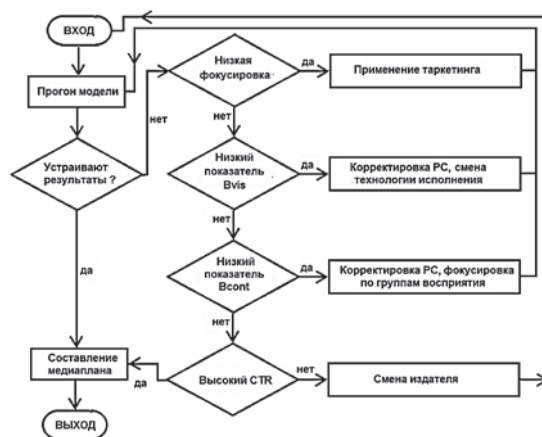 ВХОД
Прогон модели
Устраивают
результаты ?
нет
да
Низкая
фокусировка
да
Применение таркетинга
нет
Низкий
показатель
Bvis
да
Корректировка РС, смена
технологии исполнения
нет
Низкий
показатель
Bcont
да
Корректировка РС, фокусировка
по группам восприятия
нет
Высокий CTR
нет
Смена издателя
да
Составление
медиаплана
ВЫХОД